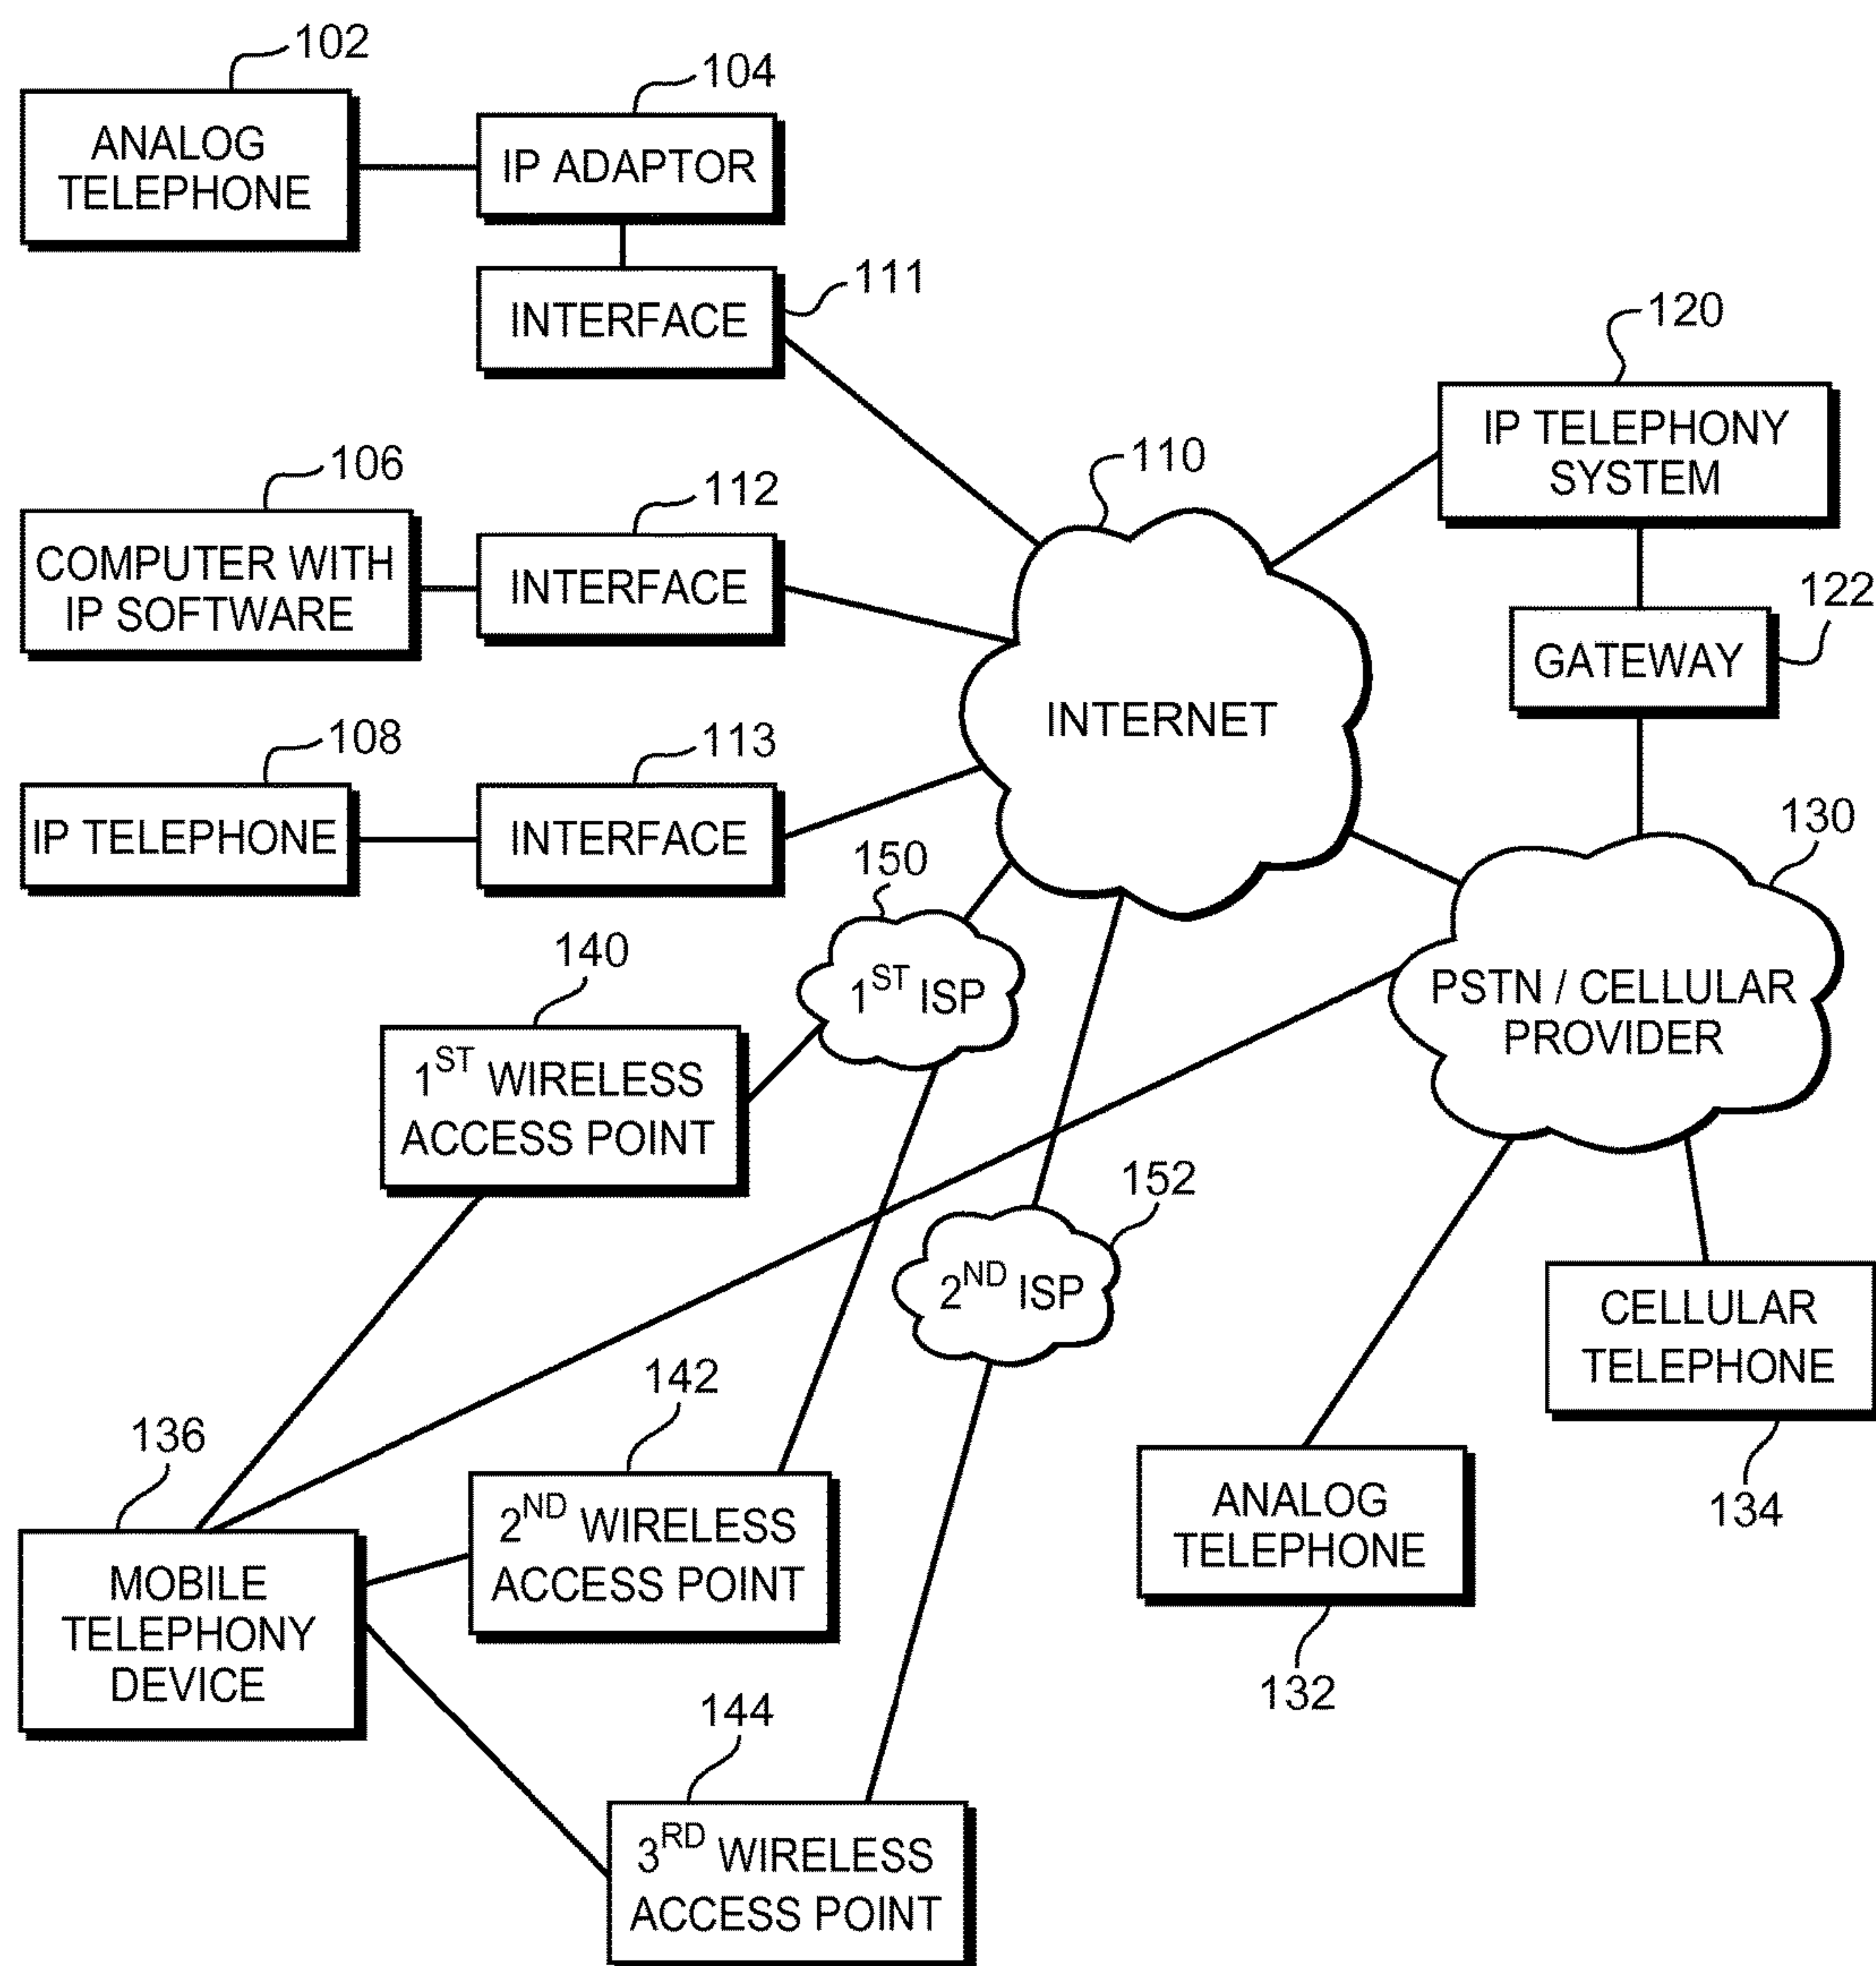 102
104
ANALOG
TELEPHONE
IP ADAPTOR
111
INTERFACE
120
IP TELEPHONY
SYSTEM
106
112
110
COMPUTER WITH
IP SOFTWARE
INTERFACE
122
GATEWAY
INTERNET
108
113
IP TELEPHONE
INTERFACE
150
130
140
1ST ISP
PSTN / CELLULAR
PROVIDER
1ST WIRELESS
ACCESS POINT
152
2ND ISP
CELLULAR
TELEPHONE
142
136
134
2ND WIRELESS
ACCESS POINT
ANALOG
TELEPHONE
MOBILE
TELEPHONY
DEVICE
132
144
3RD WIRELESS
ACCESS POINT